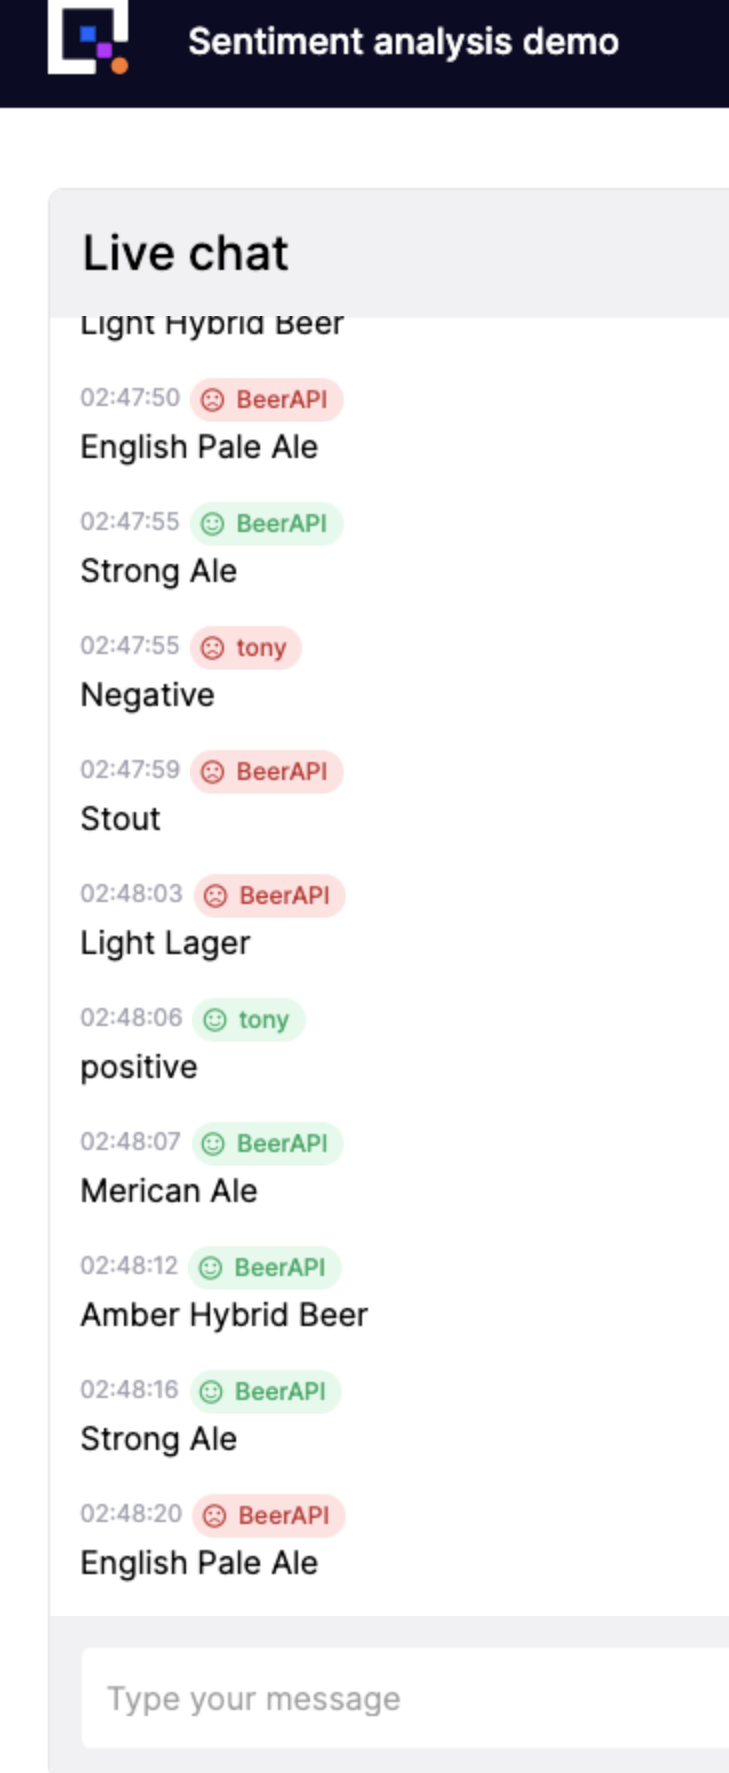 Sentiment analysis demo
Live chat
Light Hybrid Beer
02:47:50 BeerAPI
English Pale Ale
02:47:55 BeerAPI
Strong Ale
02:47:55 tony
Negative
02:47:59 BeerAPI
Stout
02:48:03 BeerAPI
Light Lager
02:48:06 tony
positive
02:48:07 BeerAPI
Merican Ale
02:48:12 BeerAPI
Amber Hybrid Beer
02:48:16 BeerAPI
Strong Ale
02:48:20 BeerAPI
English Pale Ale
Type your message